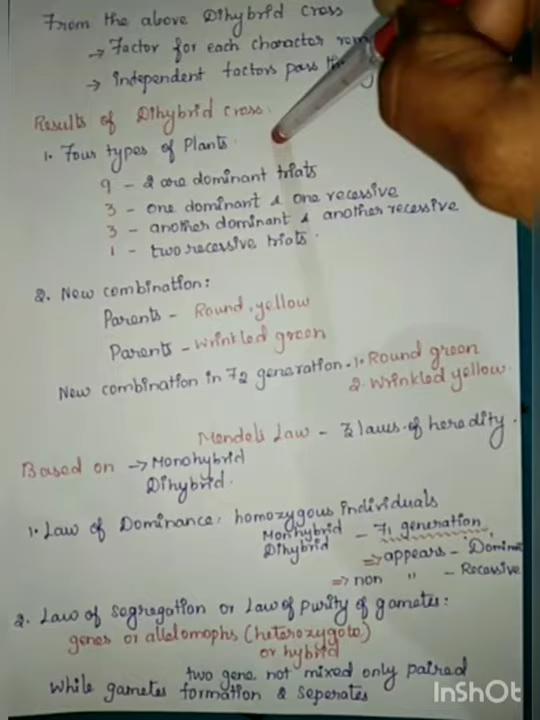 From the above Dihybrid cross
→ Factor for each character
→ independent factors pass
Results of Dihybrid cross.
1. Four types of Plants.
9 - 2 are dominant triats
3 - one dominant & one recessive
3 - another dominant & another recessive
1 - two recessive triats.
2. New combination:
Parents - Round, yellow
Parents - Wrinkled green
New combination in F2 generation - 1. Round green
2. Wrinkled yellow.
Mendel's Law - 3 laws of heredity.
Based on → Monohybrid
Dihybrid.
1. Law of Dominance: homozygous individuals
Monhybrid - F1 generation
Dihybrid
⇒ appears -
⇒ non " - Recessive
2. Law of segregation or Law of purity of gametes:
genes or allelomophs (heterozygote)
or hybrid
two gene not mixed only paired
While gametes formation & seperates
InShOt